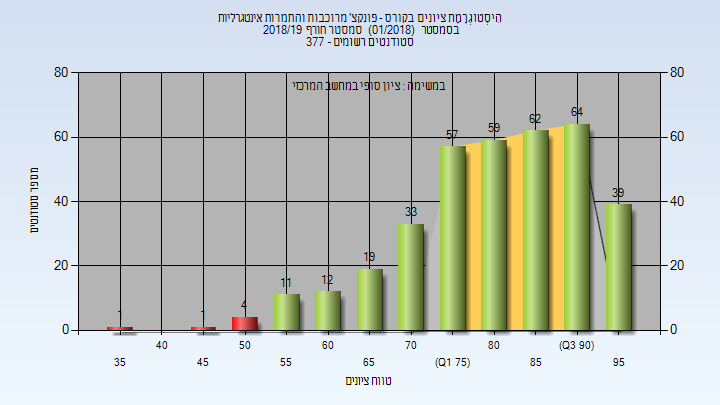 הִיסְטוֹגְרָמַת ציונים בקורס - פונקצ' מרוכבות והתמרות אינטגרליות
בסמסטר (01/2018) סמסטר חורף 2018/19
סטודנטים רשומים - 377
במשימה : ציון סופי במחשב המרכזי
80 80
60 60
40 40
20 20
0 0
מספר סטודנטים
1 1 4 11 12 19 33 57 59 62 64 39
40 50 60 70 80 (Q3 90)
35 45 55 65 (Q1 75) 85 95
טווח ציונים